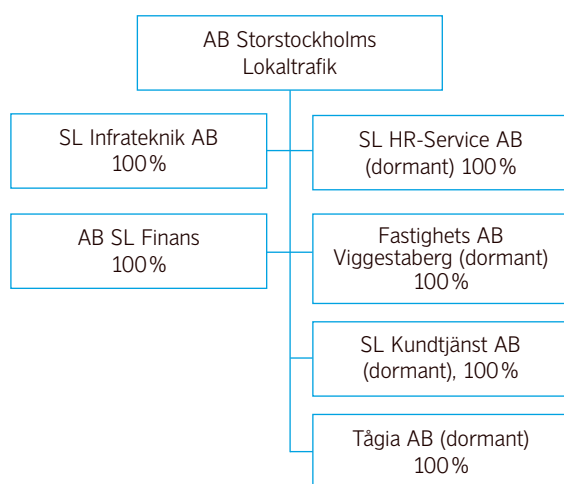 AB Storstockholms
Lokaltrafik
SL Infrateknik AB
100%
SL HR-Service AB
(dormant) 100%
AB SL Finans
100%
Fastighets AB
Viggestaberg (dormant)
100%
SL Kundtjänst AB
(dormant), 100%
Tågia AB (dormant)
100%